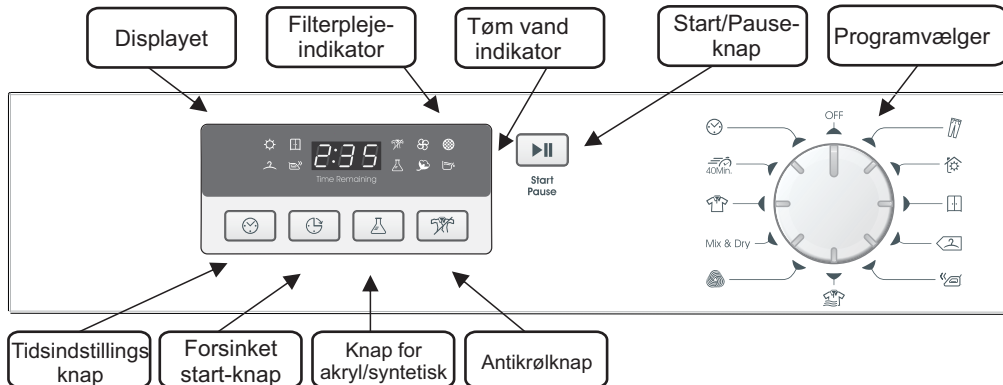 Displayet
Filterpleje-
indikator
Tøm vand
indikator
Start/Pause-
knap
Programvælger
2:35
Time Remaining
Start
Pause
OFF
40Min.
Mix & Dry
Tidsindstillings
knap
Forsinket
start-knap
Knap for
akryl/syntetisk
Antikrølknap